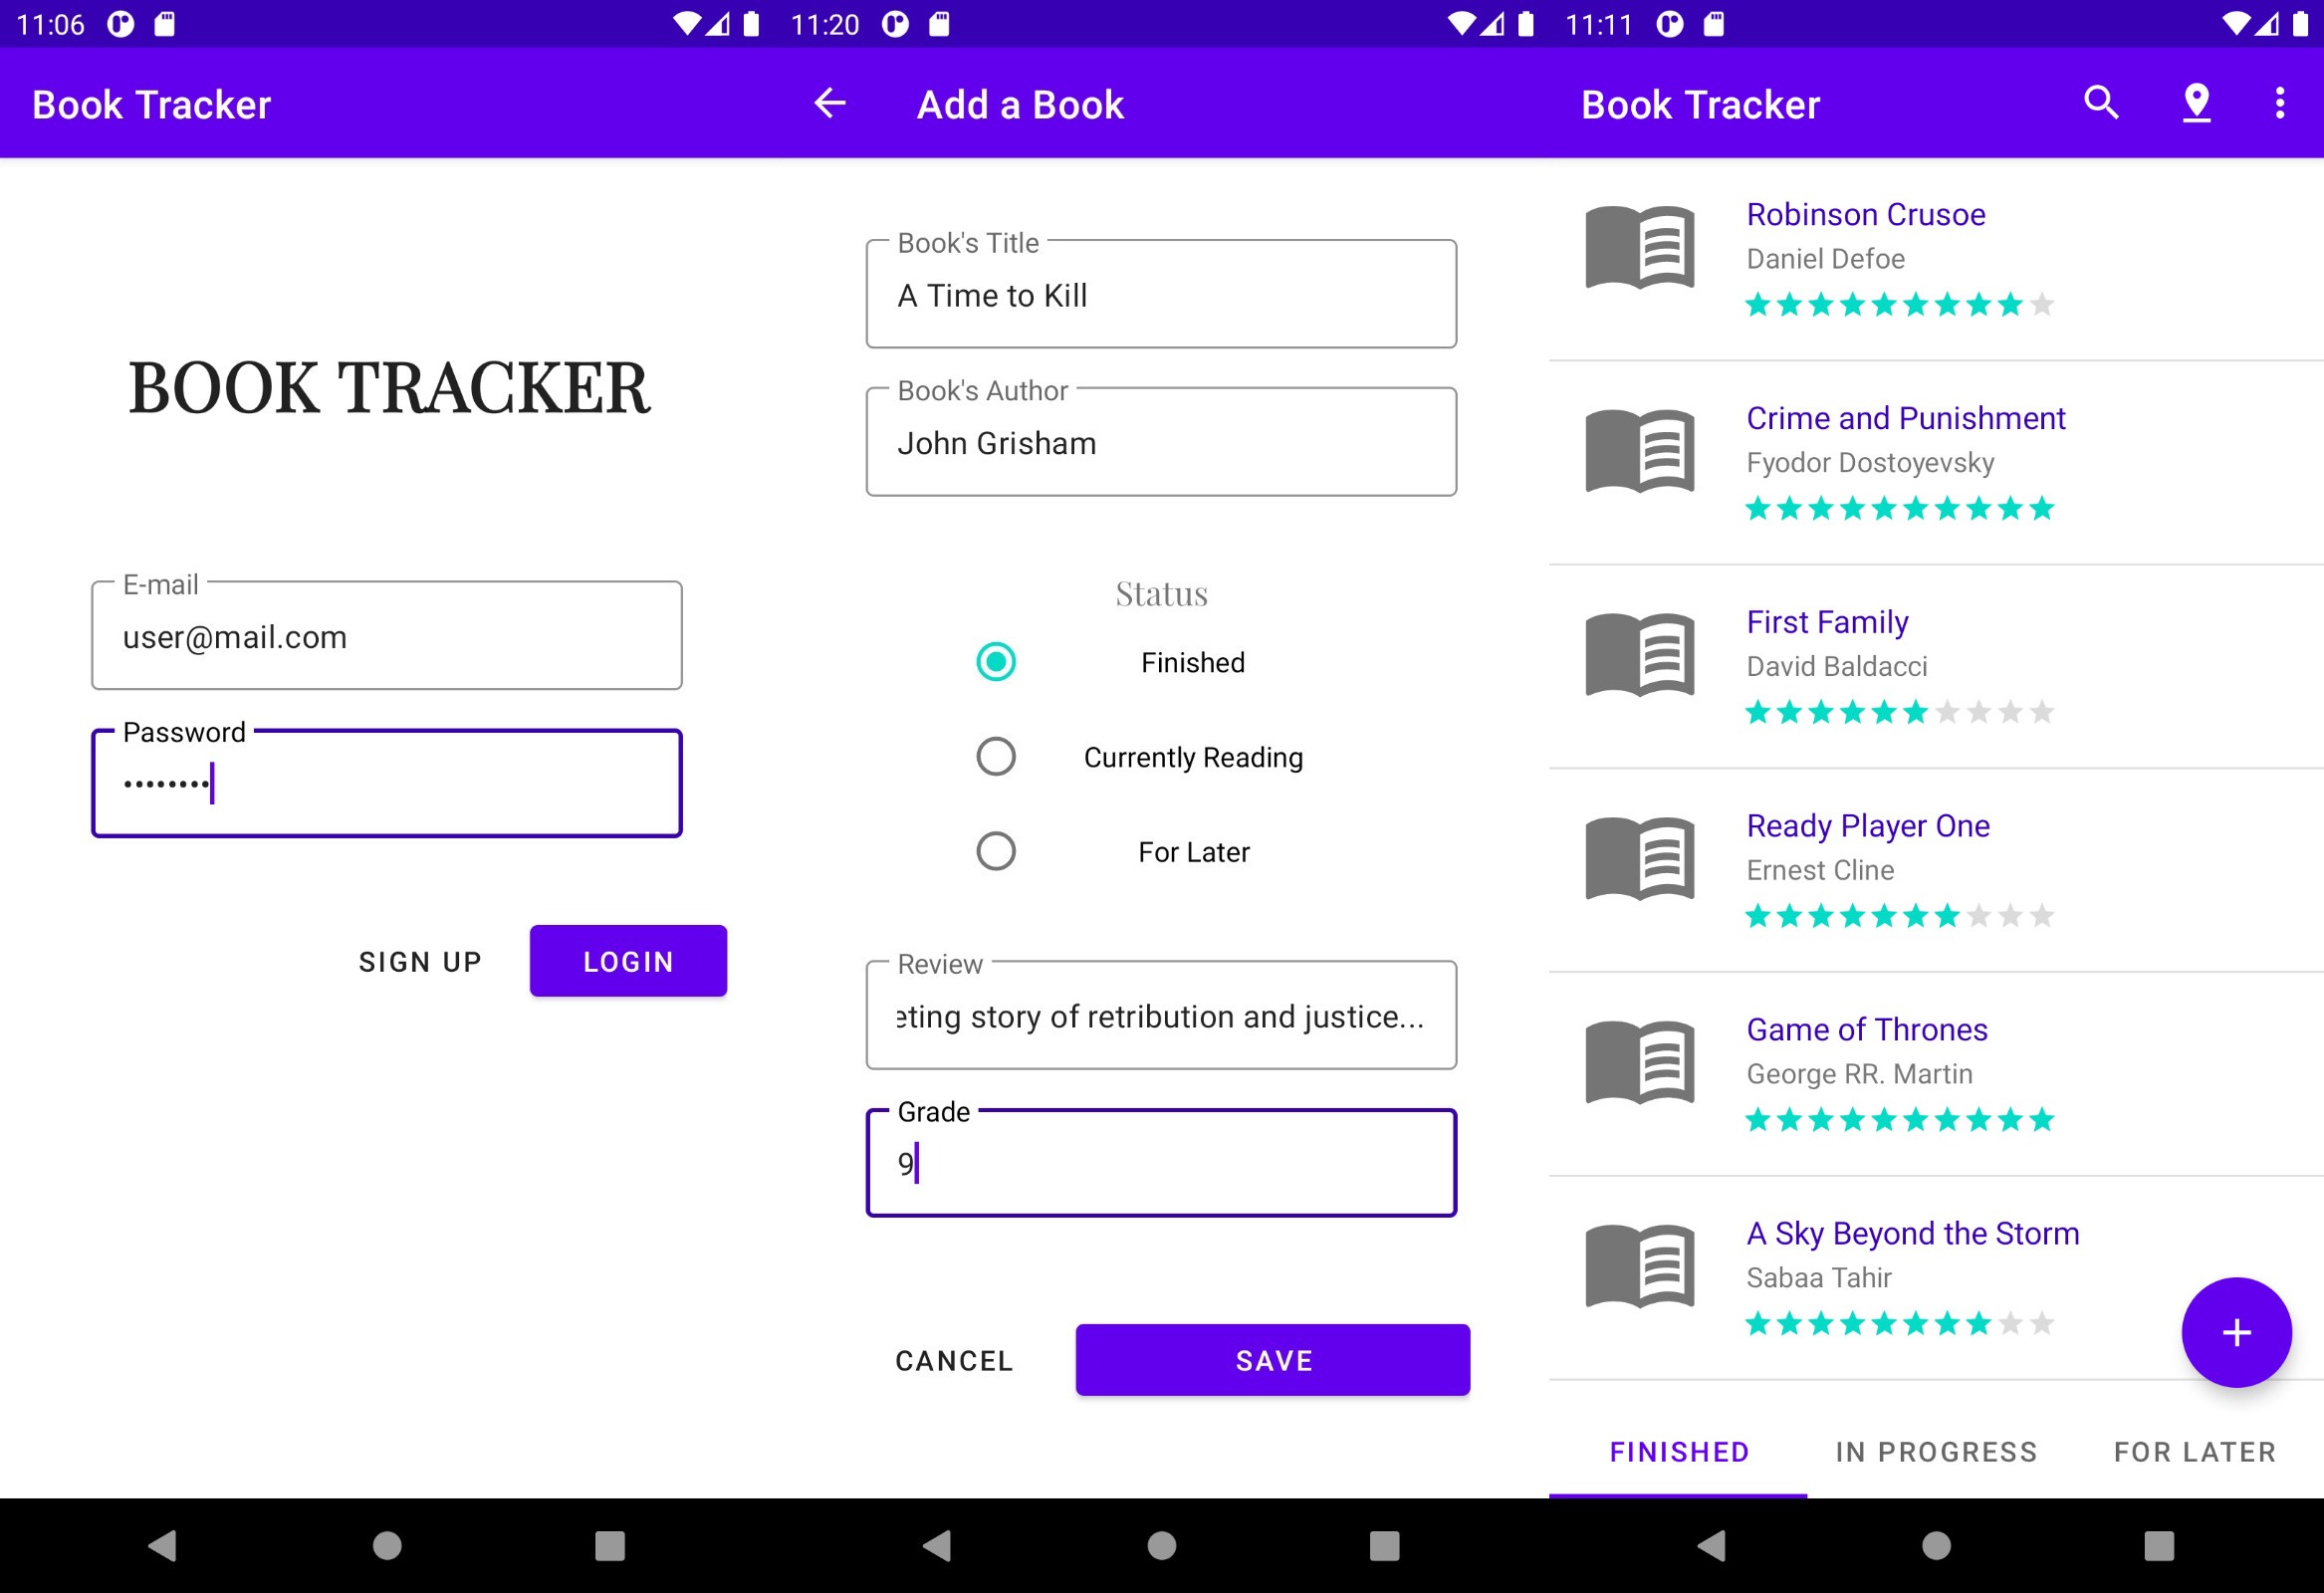 11:06
Book Tracker
BOOK TRACKER
E-mail
user@mail.com
Password
••••••••
SIGN UP
LOGIN
11:20
Add a Book
Book's Title
A Time to Kill
Book's Author
John Grisham
Status
Finished
Currently Reading
For Later
Review
story of retribution and justice...
Grade
9
CANCEL
SAVE
11:11
Book Tracker
Robinson Crusoe
Daniel Defoe
Crime and Punishment
Fyodor Dostoyevsky
First Family
David Baldacci
Ready Player One
Ernest Cline
Game of Thrones
George RR. Martin
A Sky Beyond the Storm
Sabaa Tahir
+
FINISHED
IN PROGRESS
FOR LATER